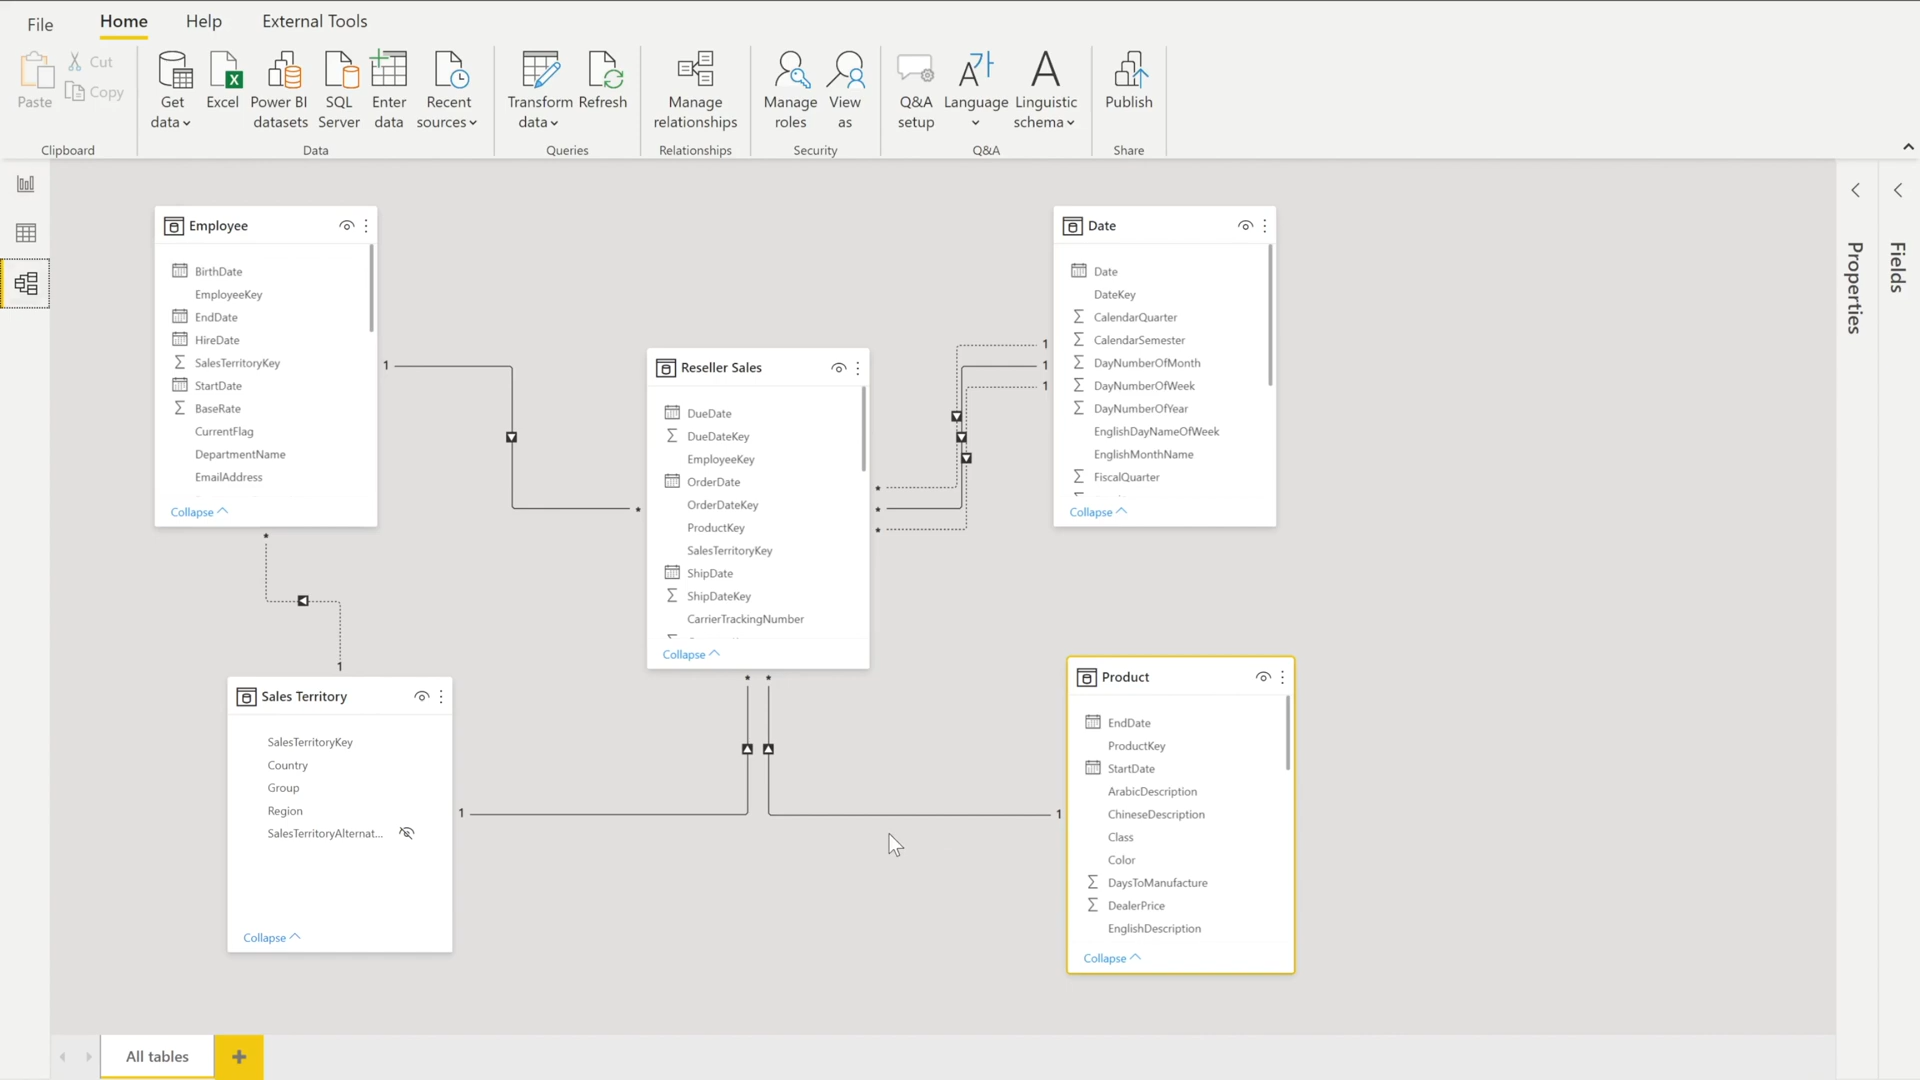 File
Home
Help
External Tools
Paste
Cut
Copy
Get data
Excel
Power BI datasets
SQL Server
Enter data
Recent sources
Transform data
Refresh
Manage relationships
Manage roles
View as
Q&A setup
Language
Linguistic schema
Publish
Clipboard
Data
Queries
Relationships
Security
Q&A
Share
Employee
BirthDate
EmployeeKey
EndDate
HireDate
SalesTerritoryKey
StartDate
BaseRate
CurrentFlag
DepartmentName
EmailAddress
Collapse
Reseller Sales
DueDate
DueDateKey
EmployeeKey
OrderDate
OrderDateKey
ProductKey
SalesTerritoryKey
ShipDate
ShipDateKey
CarrierTrackingNumber
Collapse
Date
Date
DateKey
CalendarQuarter
CalendarSemester
DayNumberOfMonth
DayNumberOfWeek
DayNumberOfYear
EnglishDayNameOfWeek
EnglishMonthName
FiscalQuarter
Collapse
1
*
1
1
1
*
*
*
*
1
Sales Territory
SalesTerritoryKey
Country
Group
Region
SalesTerritoryAlternat...
Collapse
*
*
1
1
Product
EndDate
ProductKey
StartDate
ArabicDescription
ChineseDescription
Class
Color
DaysToManufacture
DealerPrice
EnglishDescription
Collapse
Properties
Fields
All tables
+